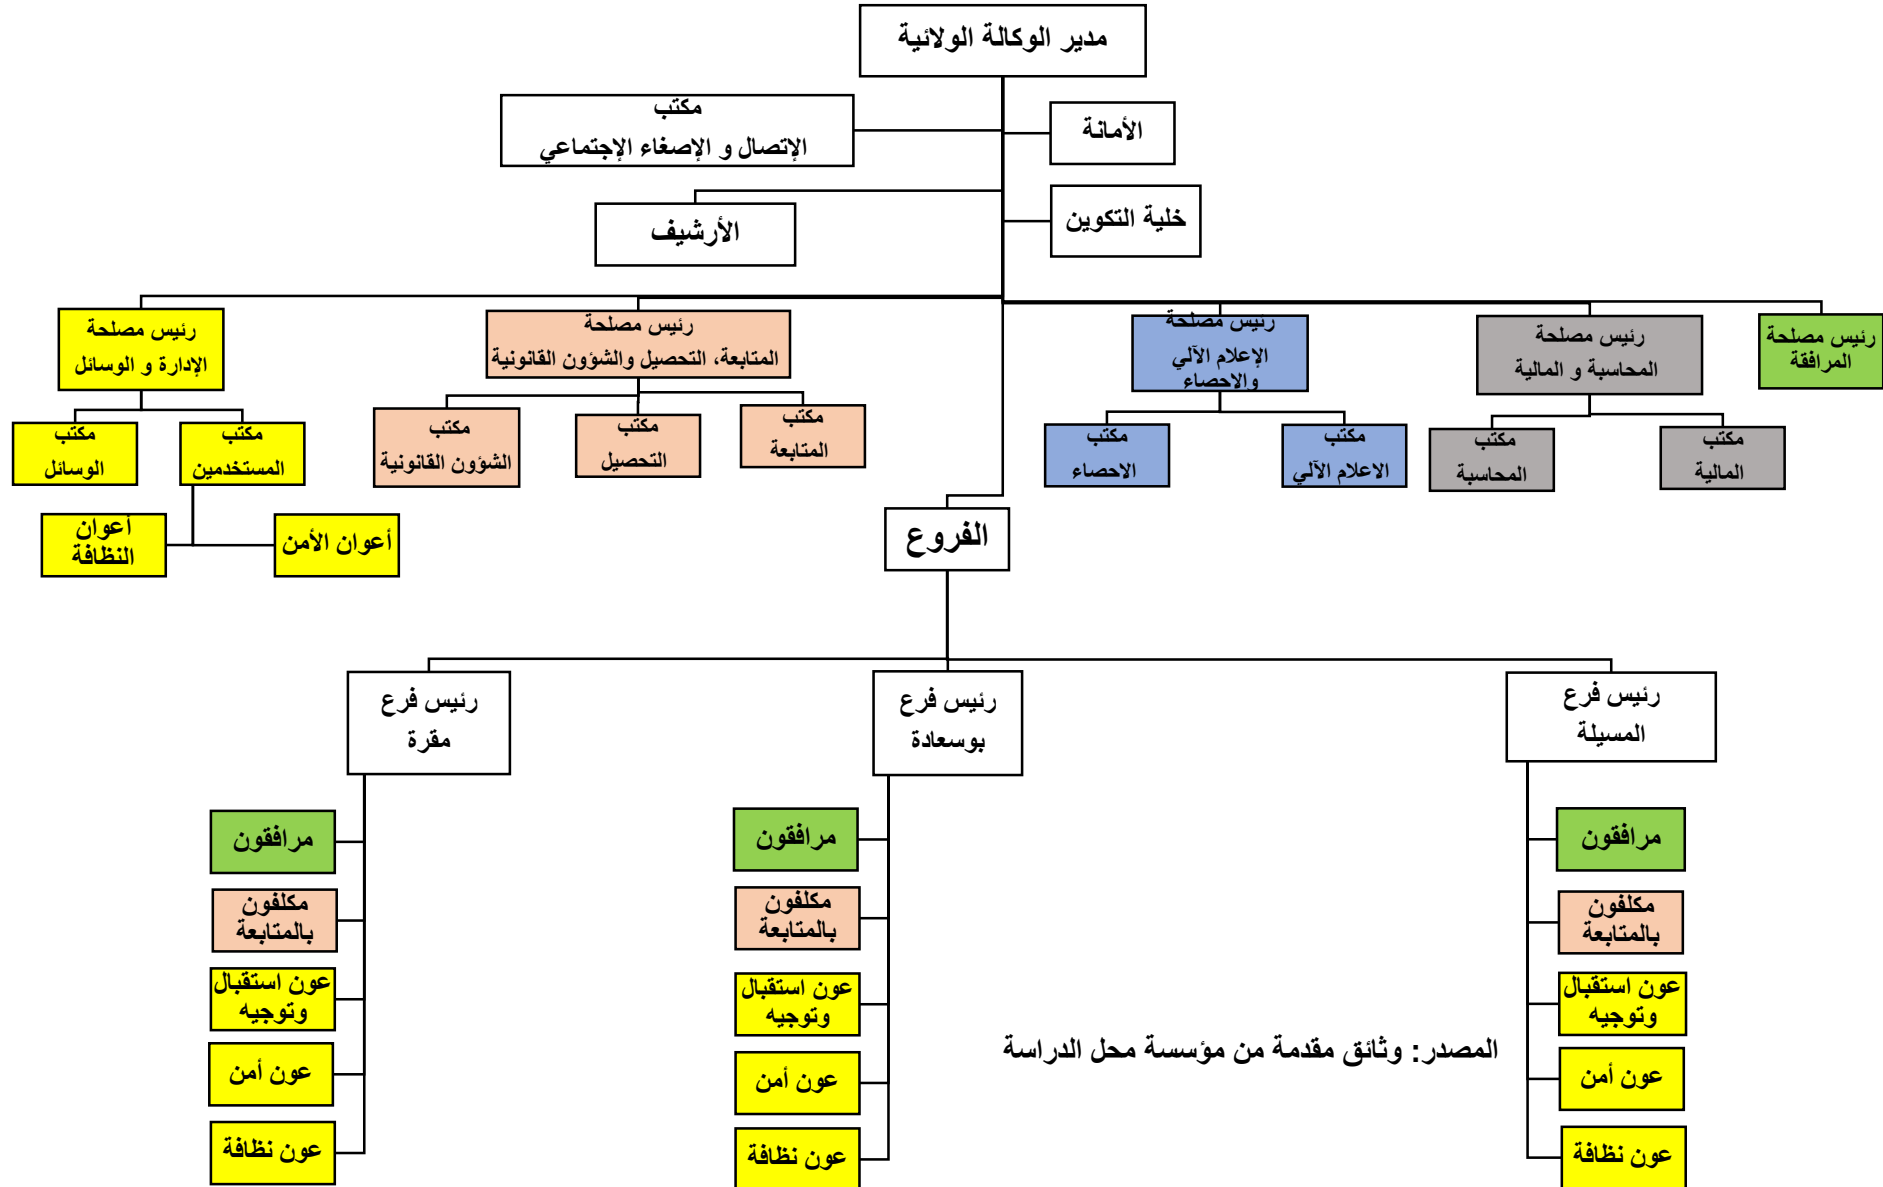 مدير الوكالة الولائية
الأمانة
مكتب
الإتصال و الإصغاء الإجتماعي
خلية التكوين
الأرشيف
رئيس مصلحة
المرافقة
رئيس مصلحة
المحاسبة و المالية
رئيس مصلحة
الإعلام الآلي
والاحصاء
رئيس مصلحة
المتابعة، التحصيل والشؤون القانونية
رئيس مصلحة
الإدارة و الوسائل
مكتب
المالية
مكتب
المحاسبة
مكتب
الاعلام الآلي
مكتب
الاحصاء
مكتب
المتابعة
مكتب
التحصيل
مكتب
الشؤون القانونية
مكتب
المستخدمين
مكتب
الوسائل
أعوان الأمن
أعوان
النظافة
الفروع
رئيس فرع
المسيلة
رئيس فرع
بوسعادة
رئيس فرع
مقرة
مرافقون
مكلفون
بالمتابعة
عون استقبال
وتوجيه
عون أمن
عون نظافة
مرافقون
مكلفون
بالمتابعة
عون استقبال
وتوجيه
عون أمن
عون نظافة
مرافقون
مكلفون
بالمتابعة
عون استقبال
وتوجيه
عون أمن
عون نظافة
المصدر: وثائق مقدمة من مؤسسة محل الدراسة